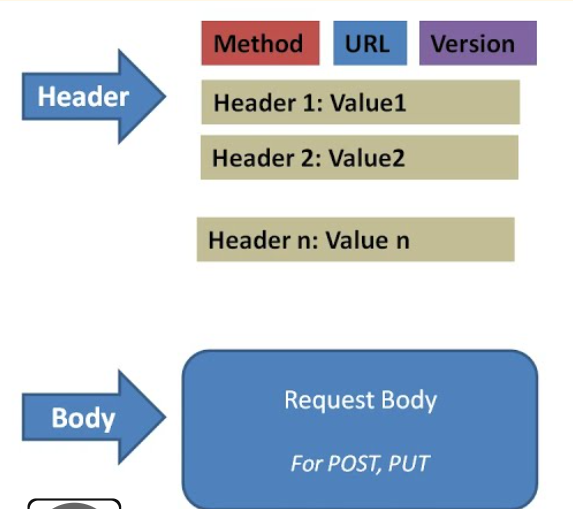 Method URL Version
Header
Header 1: Value1
Header 2: Value2
Header n: Value n
Body
Request Body
For POST, PUT